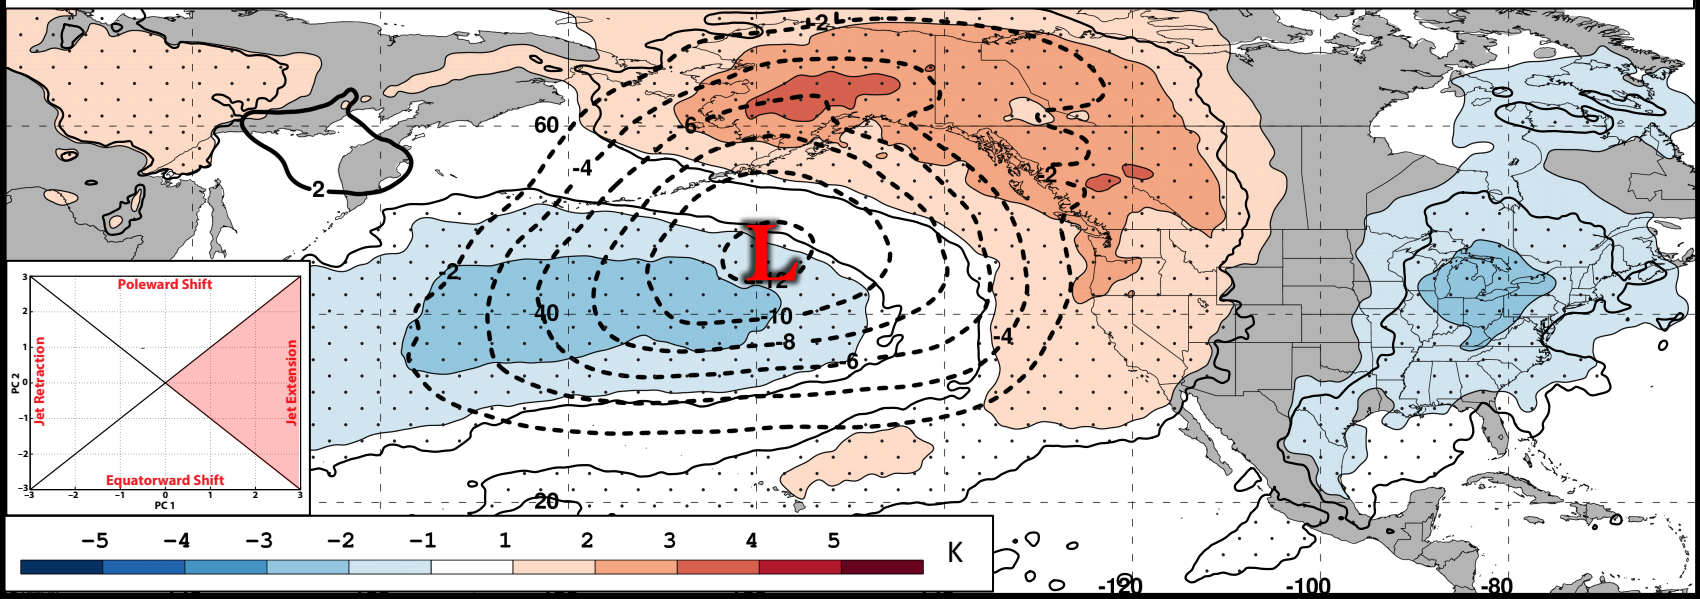 +2
-6
60
-4
2
-2
L
-2
12
40
-10
-8
-4
-6
20
3
Poleward Shift
2
1
Jet Retraction
PC 2
0
Jet Extension
-1
-2
Equatorward Shift
-3
-3 -2 -1 0 1 2 3
PC 1
-5 -4 -3 -2 -1 1 2 3 4 5
K
-120 -100 -80